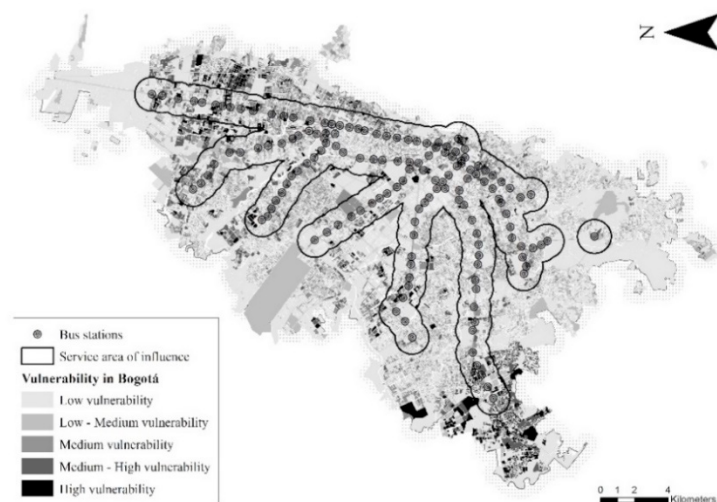 N
Bus stations
Service area of influence
Vulnerability in Bogotá
Low vulnerability
Low - Medium vulnerability
Medium vulnerability
Medium - High vulnerability
High vulnerability
0 1 2 4
Kilometers